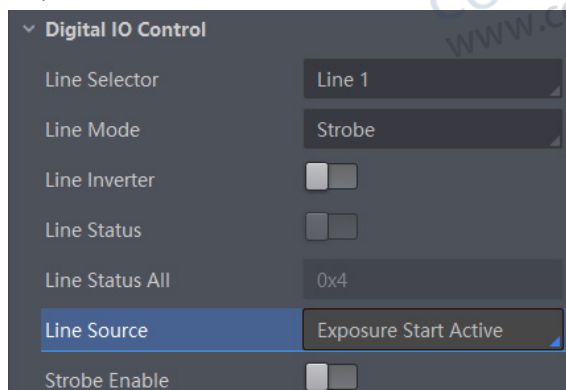 Digital IO Control
Line Selector Line 1
Line Mode Strobe
Line Inverter
Line Status
Line Status All 0x4
Line Source Exposure Start Active
Strobe Enable